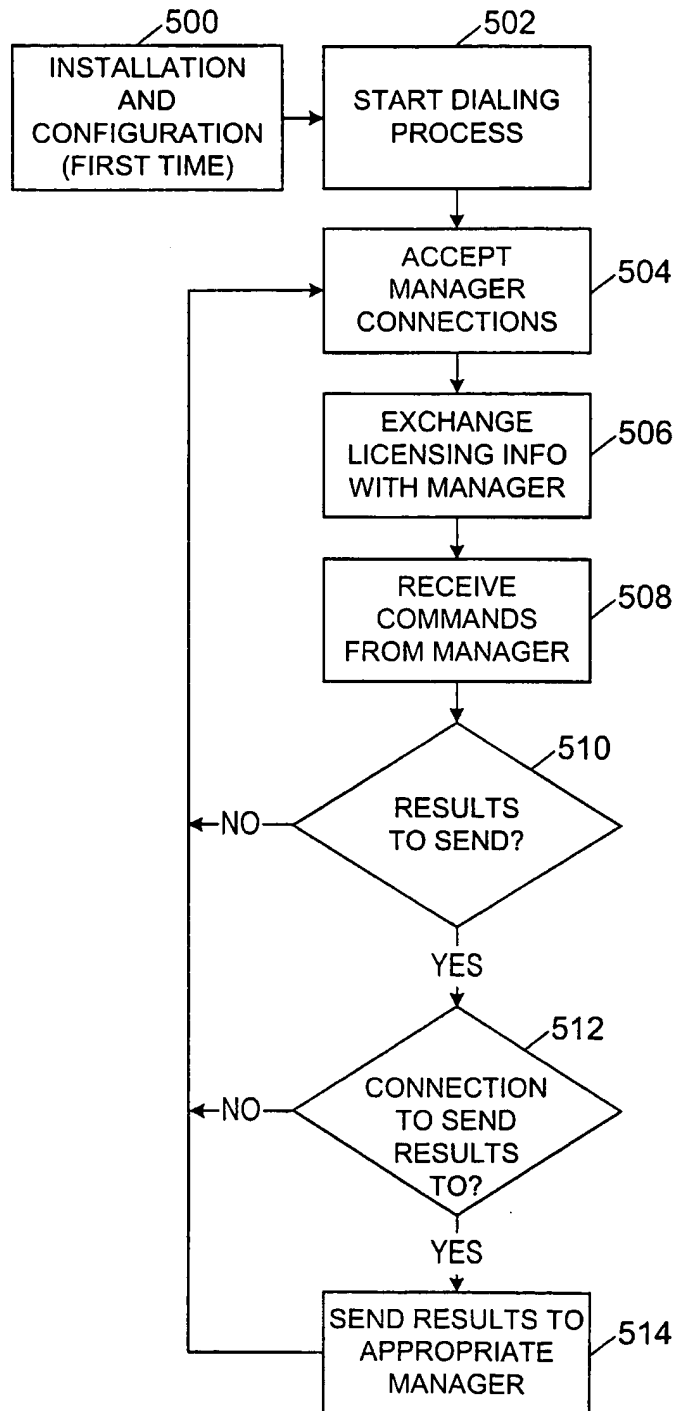 500
INSTALLATION
AND
CONFIGURATION
(FIRST TIME)
502
START DIALING
PROCESS
ACCEPT
MANAGER
CONNECTIONS
504
EXCHANGE
LICENSING INFO
WITH MANAGER
506
RECEIVE
COMMANDS
FROM MANAGER
508
510
RESULTS
TO SEND?
NO
YES
512
CONNECTION
TO SEND
RESULTS
TO?
NO
YES
SEND RESULTS TO
APPROPRIATE
MANAGER
514